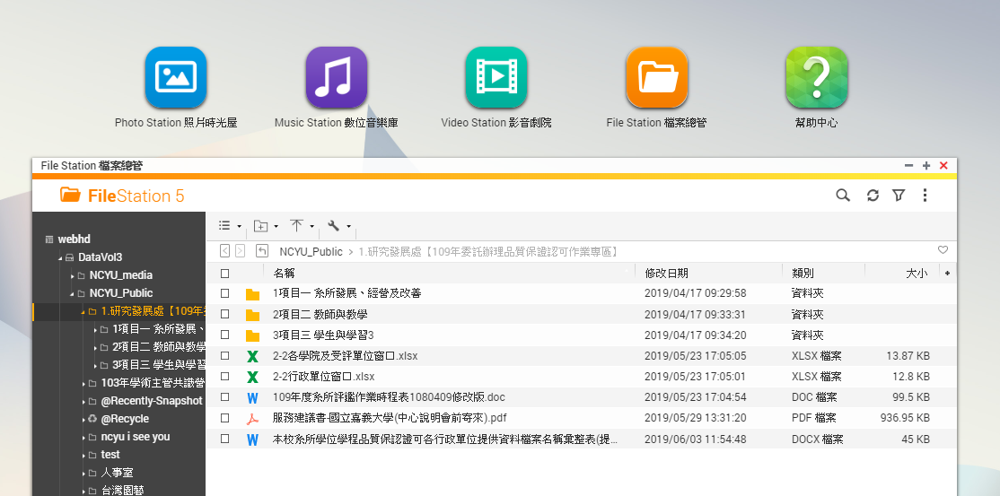 Photo Station 照片時光屋
Music Station 數位音樂庫
Video Station 影音劇院
File Station 檔案總管
幫助中心
File Station 檔案總管
FileStation 5
webhd
DataVol3
NCYU_media
NCYU_Public
1.研究發展處【109年委
1項目一 系所發展、
2項目二 教師與教學
3項目三 學生與學習
103年學術主管共識營
@Recently-Snapshot
@Recycle
ncyu i see you
test
人事室
台灣園藝
NCYU_Public > 1.研究發展處【109年委託辦理品質保證認可作業專區】
名稱 修改日期 類別 大小
1項目一 系所發展、經營及改善 2019/04/17 09:29:58 資料夾
2項目二 教師與教學 2019/04/17 09:33:31 資料夾
3項目三 學生與學習3 2019/04/17 09:34:20 資料夾
2-2各學院及受評單位窗口.xlsx 2019/05/23 17:05:05 XLSX 檔案 13.87 KB
2-2行政單位窗口.xlsx 2019/05/23 17:05:01 XLSX 檔案 12.8 KB
109年度系所評鑑作業時程表1080409修改版.doc 2019/05/23 17:04:54 DOC 檔案 99.5 KB
服務建議書-國立嘉義大學(中心說明會前寄來).pdf 2019/05/29 13:31:20 PDF 檔案 936.95 KB
本校系所學位學程品質保認證可各行政單位提供資料檔案名稱彙整表(提... 2019/06/03 11:54:48 DOCX 檔案 45 KB